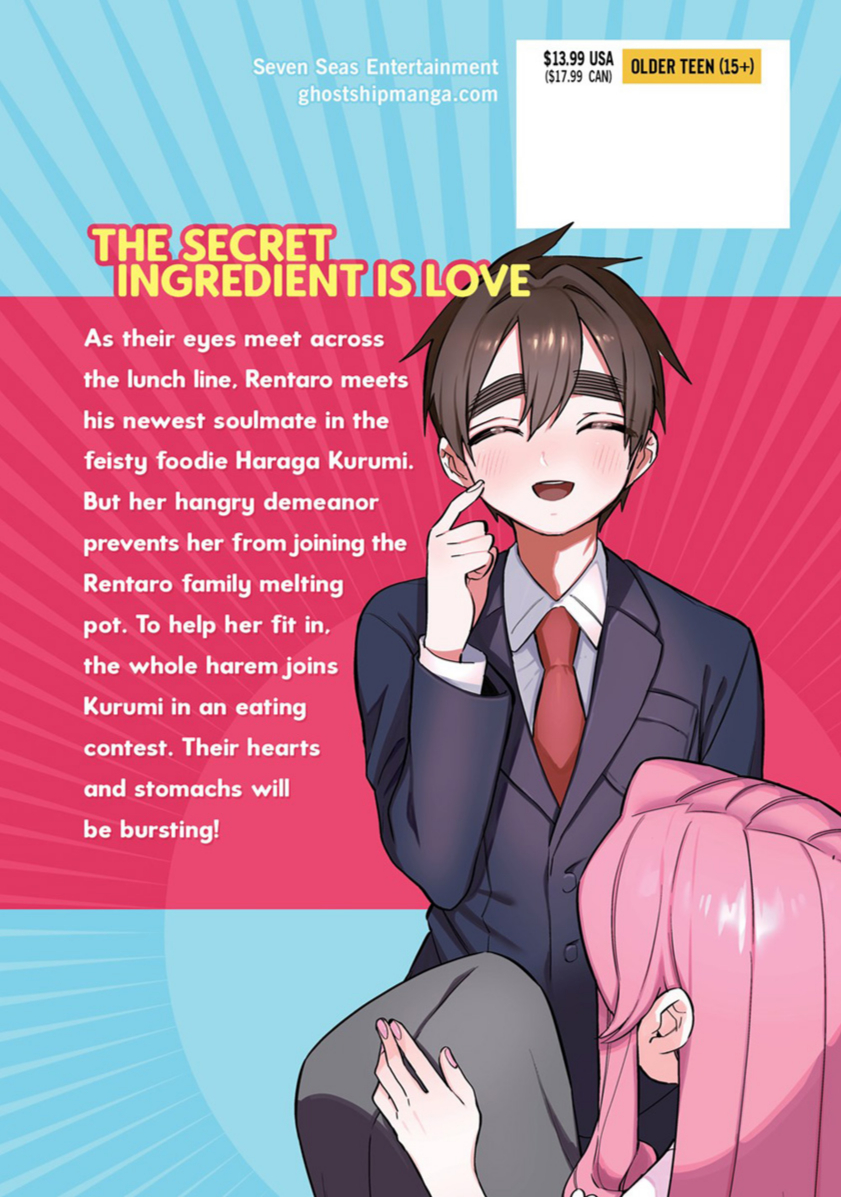 Seven Seas Entertainment
ghostshipmanga.com
$13.99 USA
($17.99 CAN)
OLDER TEEN (15+)
THE SECRET
INGREDIENT IS LOVE
As their eyes meet across
the lunch line, Rentaro meets
his newest soulmate in the
feisty foodie Haraga Kurumi.
But her hangry demeanor
prevents her from joining the
Rentaro family melting
pot. To help her fit in,
the whole harem joins
Kurumi in an eating
contest. Their hearts
and stomachs will
be bursting!